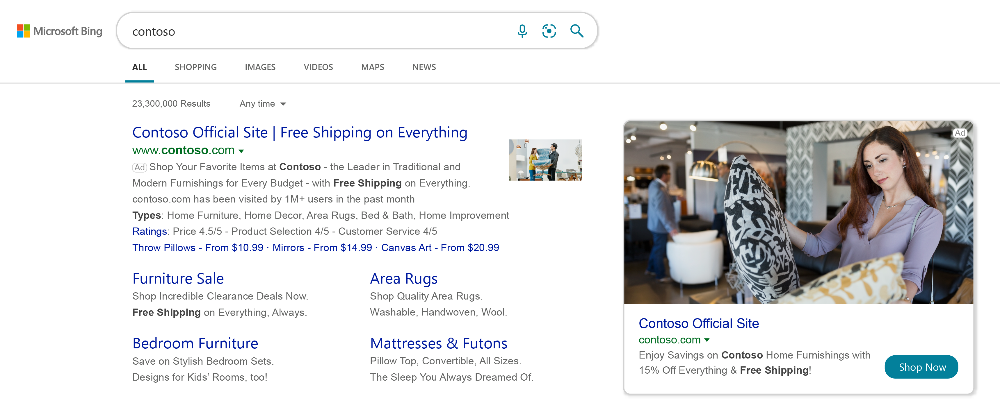 Microsoft Bing
contoso
ALL SHOPPING IMAGES VIDEOS MAPS NEWS
23,300,000 Results Any time
Contoso Official Site | Free Shipping on Everything
www.contoso.com
Ad Shop Your Favorite Items at Contoso - the Leader in Traditional and
Modern Furnishings for Every Budget - with Free Shipping on Everything.
contoso.com has been visited by 1M+ users in the past month
Types: Home Furniture, Home Decor, Area Rugs, Bed & Bath, Home Improvement
Ratings: Price 4.5/5 - Product Selection 4/5 - Customer Service 4/5
Throw Pillows - From $10.99 · Mirrors - From $14.99 · Canvas Art - From $20.99
Furniture Sale
Shop Incredible Clearance Deals Now.
Free Shipping on Everything, Always.
Area Rugs
Shop Quality Area Rugs.
Washable, Handwoven, Wool.
Bedroom Furniture
Save on Stylish Bedroom Sets.
Designs for Kids’ Rooms, too!
Mattresses & Futons
Pillow Top, Convertible, All Sizes.
The Sleep You Always Dreamed Of.
Ad
Contoso Official Site
contoso.com
Enjoy Savings on Contoso Home Furnishings with
15% Off Everything & Free Shipping!
Shop Now